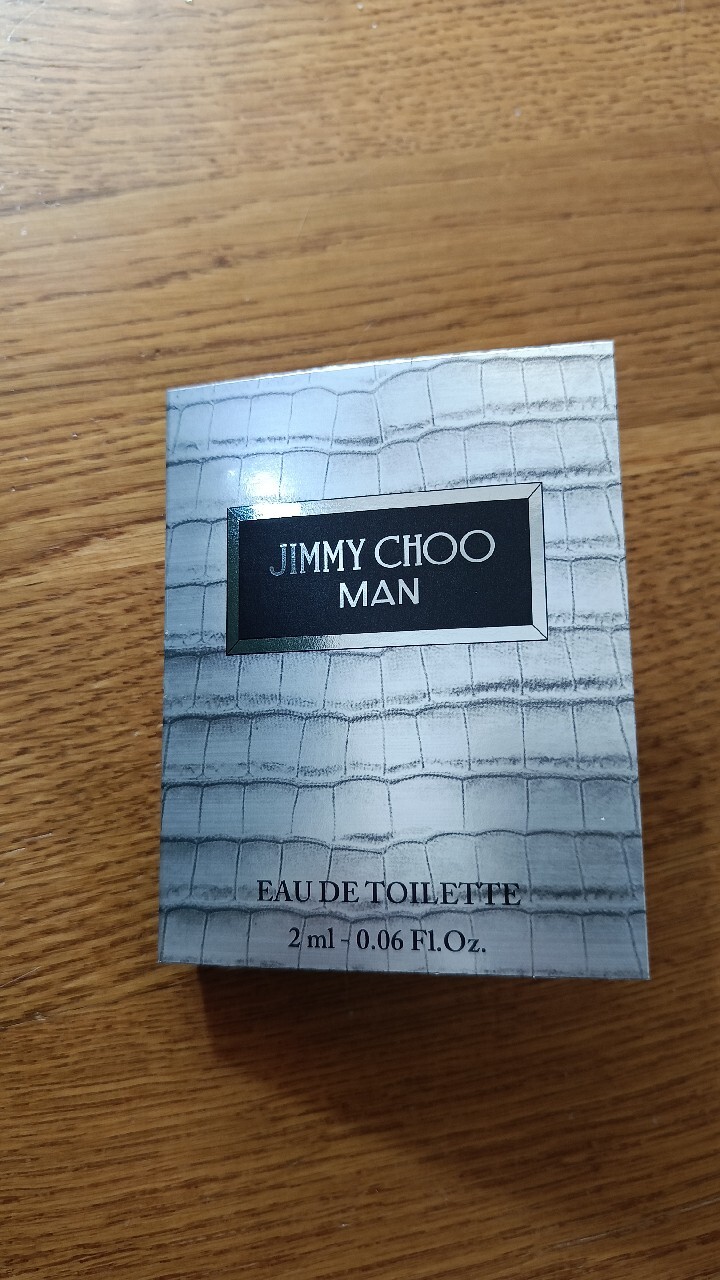 JIMMY CHOO
MAN
EAU DE TOILETTE
2 ml - 0.06 Fl.Oz.